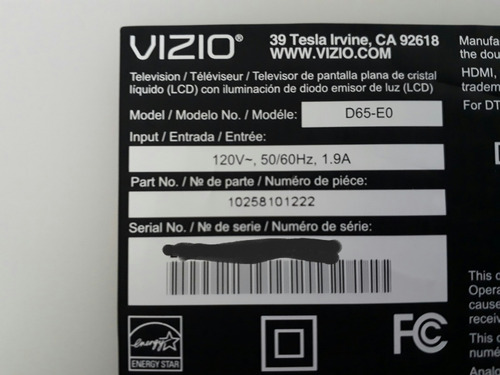 VIZIO®
39 Tesla Irvine, CA 92618
WWW.VIZIO.COM
Television / Téléviseur / Televisor de pantalla plana de cristal
líquido (LCD) con iluminación de diodo emisor de luz (LCD)
Model / Modelo No. / Modéle:
D65-E0
Input / Entrada / Entrée:
120V~, 50/60Hz, 1.9A
Part No. / № de parte / Numéro de piéce:
10258101222
Serial No. / № de serie / Numéro de série:
energy
ENERGY STAR
FC
Manufa
the dou
HDMI,
tradem
For DT
This d
Opera
cause
receiv
This d
numé
Analo